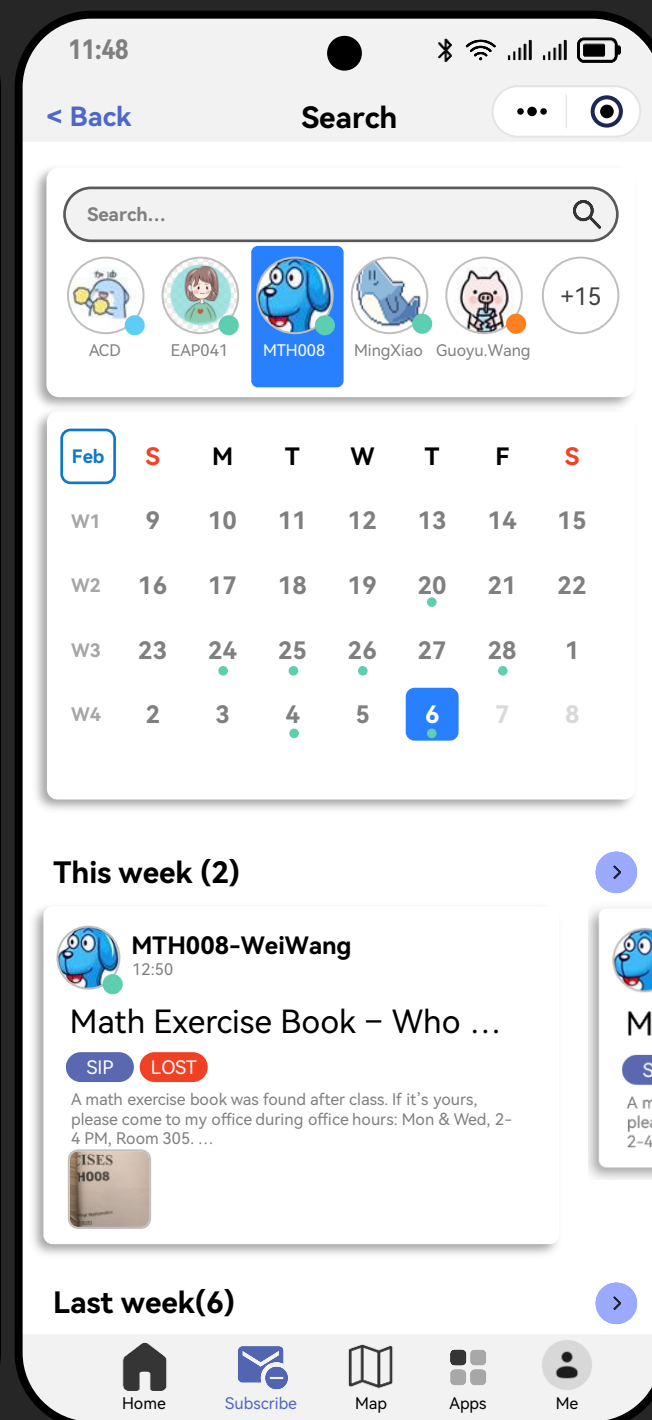 11:48
< Back
Search
Search...
+15
ACD
EAP041
MTH008
MingXiao
Guoyu.Wang
Feb S M T W T F S
W1 9 10 11 12 13 14 15
W2 16 17 18 19 20 21 22
W3 23 24 25 26 27 28 1
W4 2 3 4 5 6 7 8
This week (2)
MTH008-WeiWang
12:50
Math Exercise Book – Who ...
SIP LOST
A math exercise book was found after class. If it's yours,
please come to my office during office hours: Mon & Wed, 2-
4 PM, Room 305. ...
ISES
H008
Last week(6)
Home
Subscribe
Map
Apps
Me